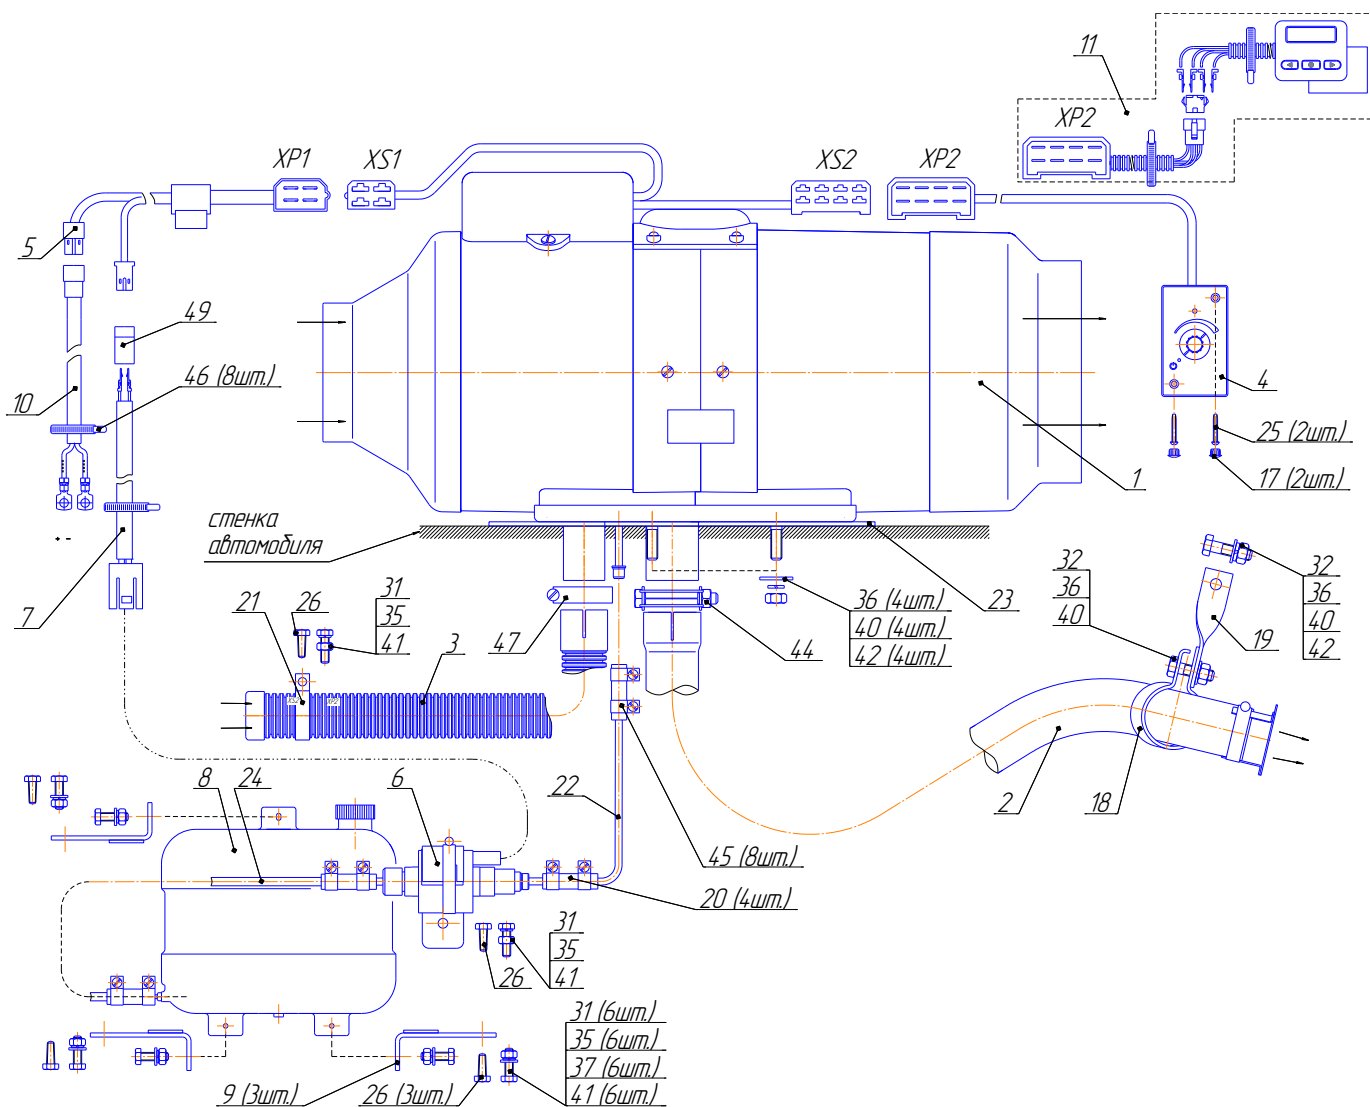 11
XP2
XP1
XS1
XS2
XP2
5
49
46 (8шт.)
10
4
25 (2шт.)
17 (2шт.)
1
стенка
автомобиля
7
21
26
31
35
41
3
47
36 (4шт.)
40 (4шт.)
42 (4шт.)
44
23
32
36
40
32
36
40
42
19
XS2
XP2
8
24
6
22
2
18
45 (8шт.)
20 (4шт.)
31
35
41
26
31 (6шт.)
35 (6шт.)
37 (6шт.)
41 (6шт.)
9 (3шт.)
26 (3шт.)
+ -